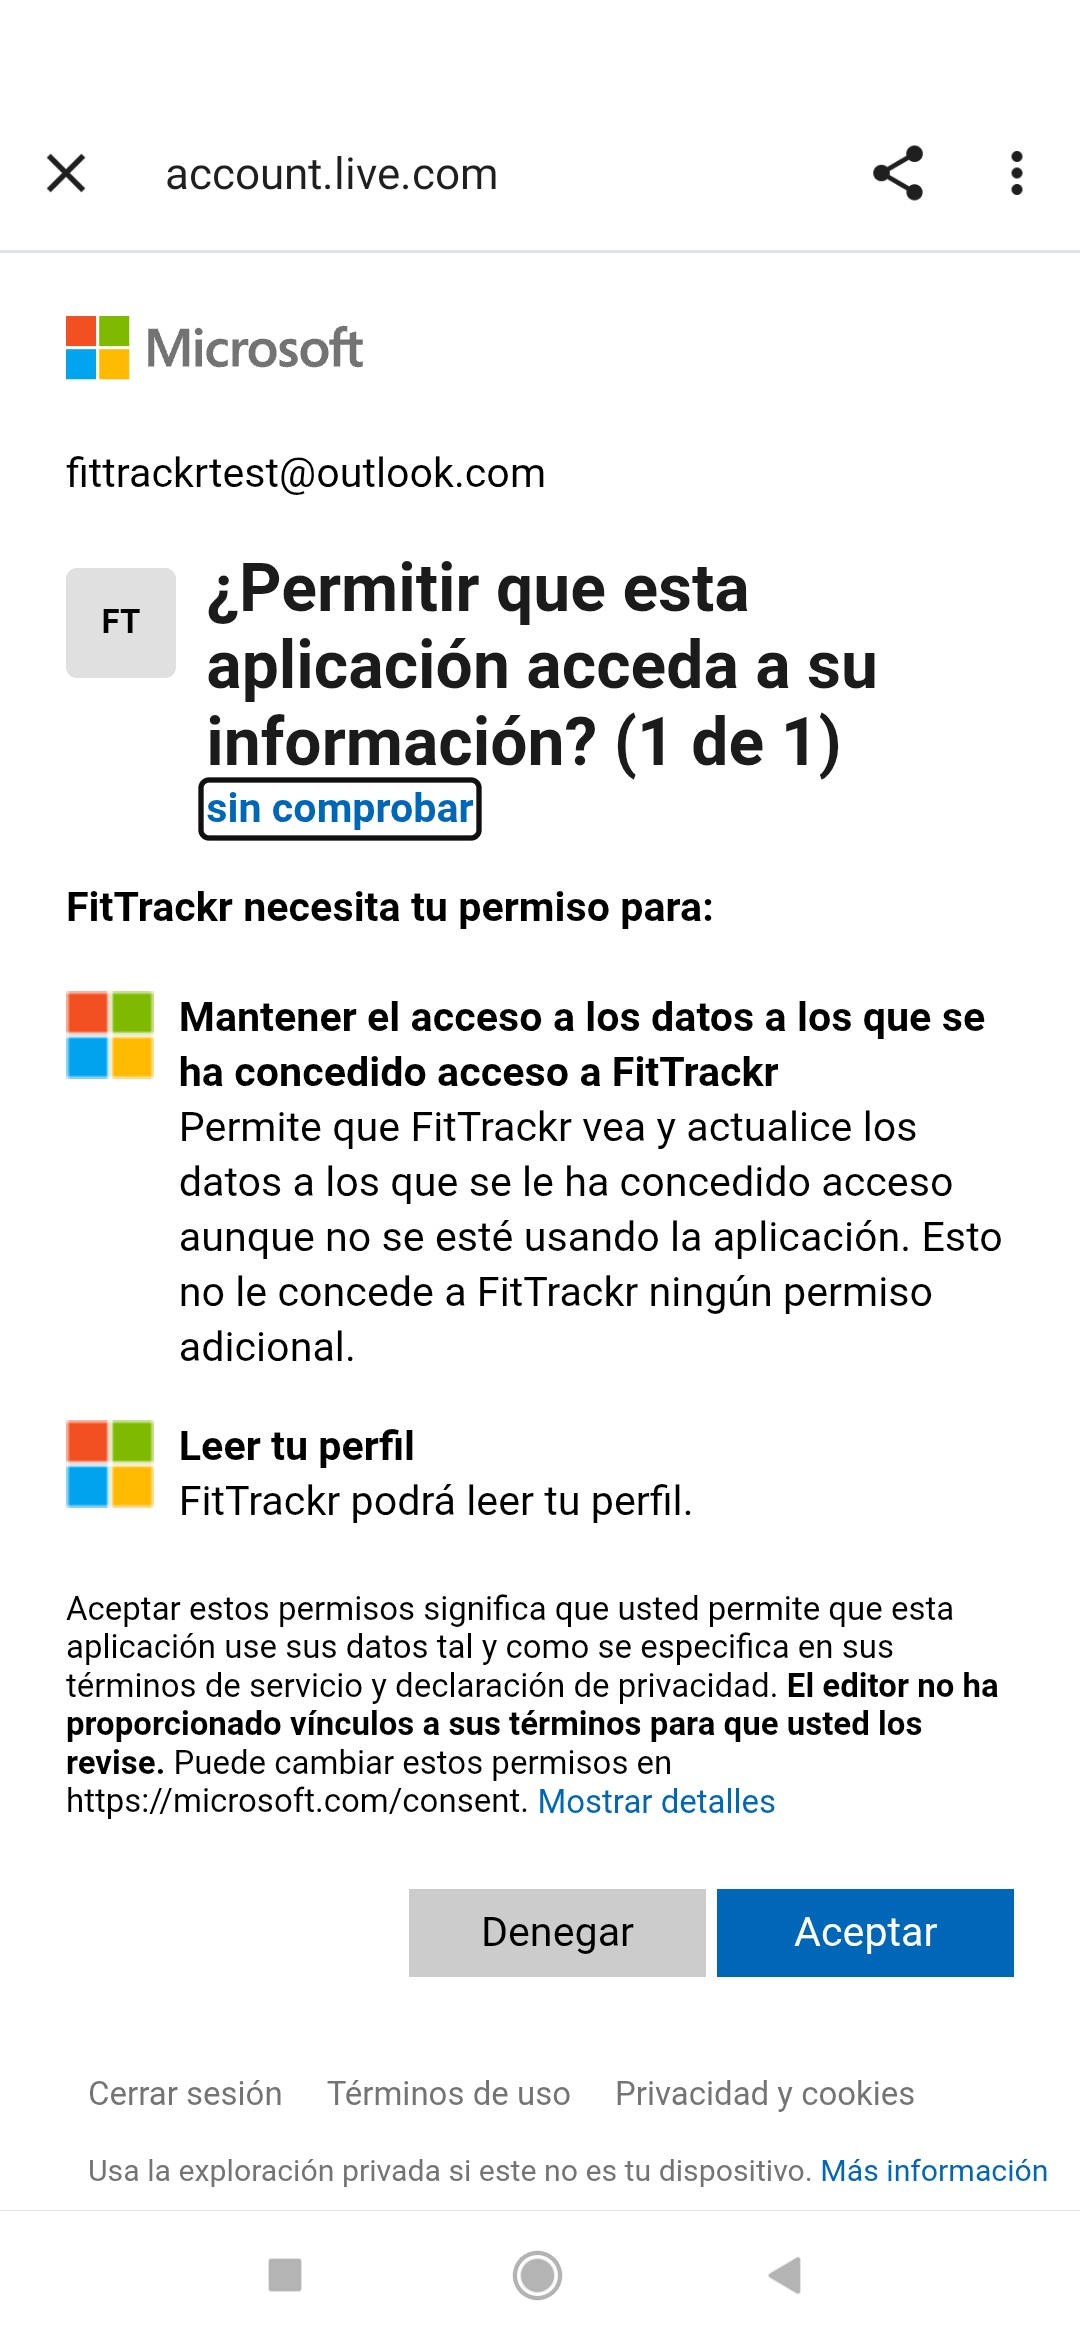 account.live.com
Microsoft
fittrackrtest@outlook.com
FT
¿Permitir que esta
aplicación acceda a su
información? (1 de 1)
sin comprobar
FitTrackr necesita tu permiso para:
Mantener el acceso a los datos a los que se
ha concedido acceso a FitTrackr
Permite que FitTrackr vea y actualice los
datos a los que se le ha concedido acceso
aunque no se esté usando la aplicación. Esto
no le concede a FitTrackr ningún permiso
adicional.
Leer tu perfil
FitTrackr podrá leer tu perfil.
Aceptar estos permisos significa que usted permite que esta
aplicación use sus datos tal y como se especifica en sus
términos de servicio y declaración de privacidad. El editor no ha
proporcionado vínculos a sus términos para que usted los
revise. Puede cambiar estos permisos en
https://microsoft.com/consent. Mostrar detalles
Denegar Aceptar
Cerrar sesión Términos de uso Privacidad y cookies
Usa la exploración privada si este no es tu dispositivo. Más información